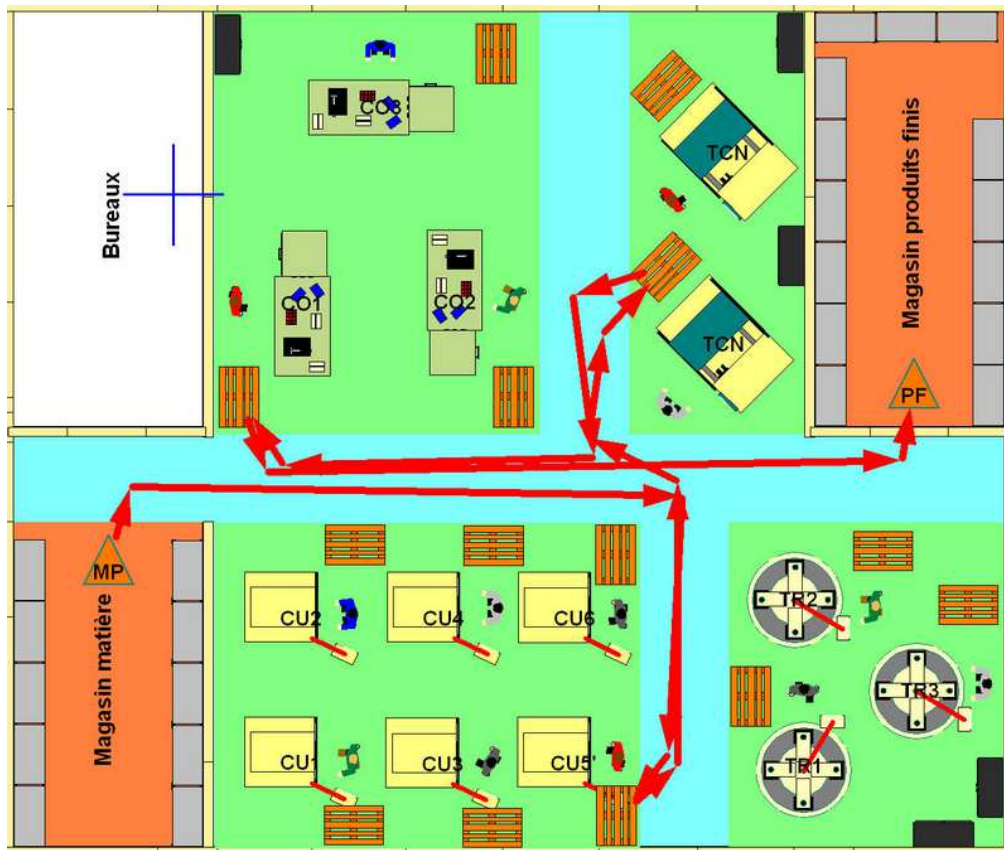 Bureaux
CO3
TCN
Magasin produits finis
CO1
CO2
TCN
PF
MP
Magasin matière
CU2
CU4
CU6
TR2
TR3
CU1
CU3
CU5'
TR1